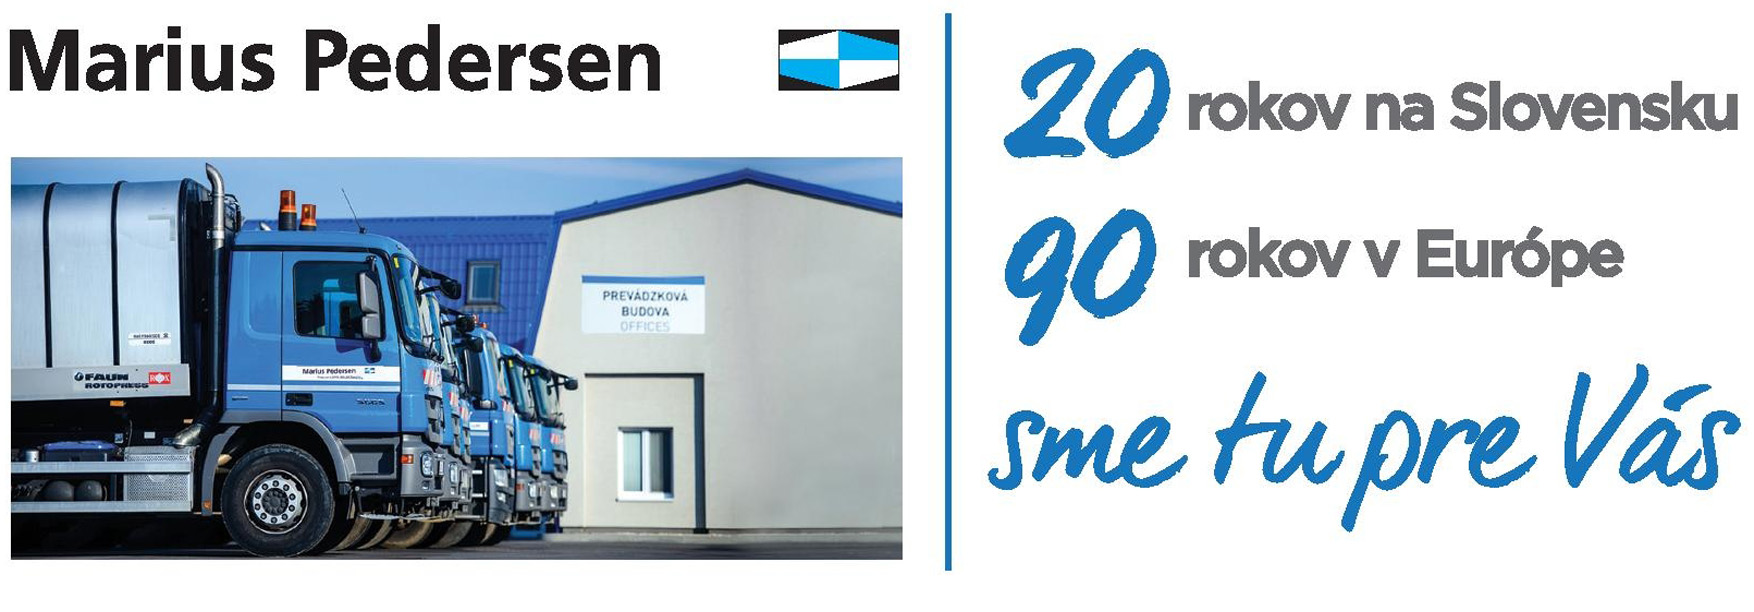 Marius Pedersen
PREVÁDZKOVÁ
BUDOVA
OFFICES
Marius Pedersen
FAUN
ROTOPRESS
20 rokov na Slovensku
90 rokov v Európe
sme tu pre Vás